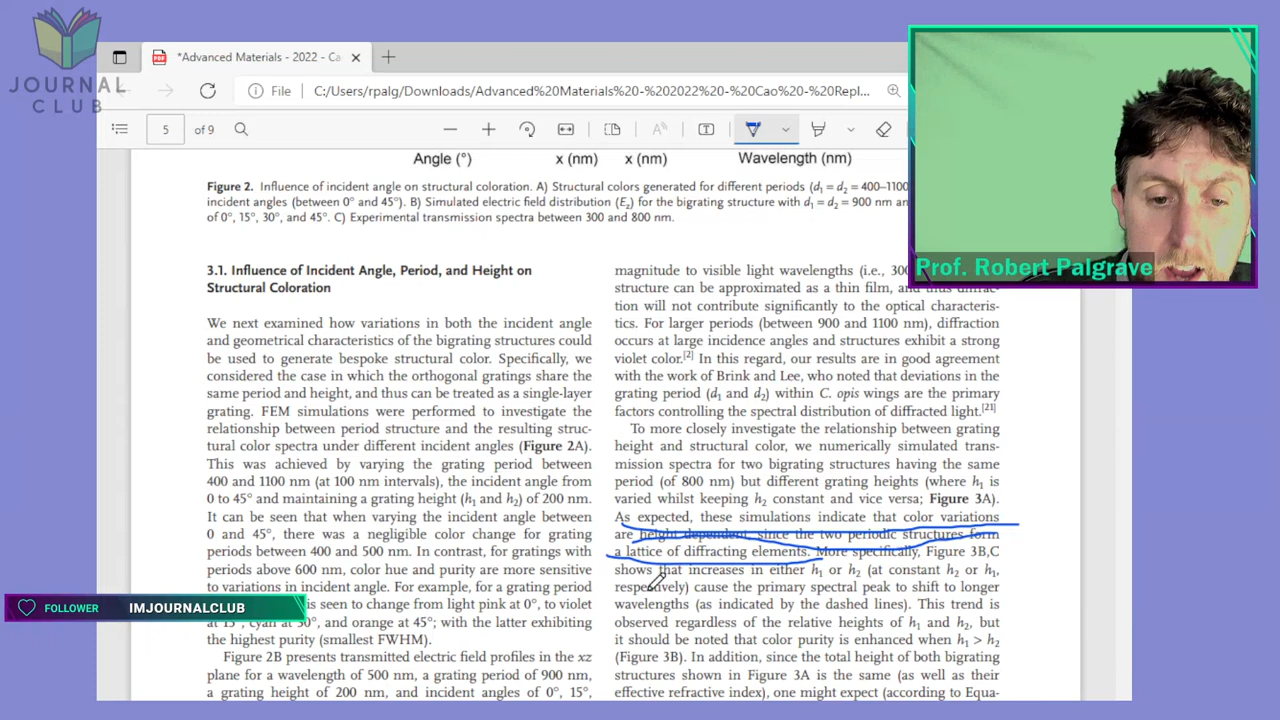 JOURNAL
CLUB
*Advanced Materials - 2022 - Ca
File
C:/Users/rpalg/Downloads/Advanced%20Materials%20-%202022%20-%20Cao%20-%20Repl...
5 of 9
Angle (°) x (nm) x (nm) Wavelength (nm)
Figure 2. Influence of incident angle on structural coloration. A) Structural colors generated for different periods (d1 = d2 = 400–1100
incident angles (between 0° and 45°). B) Simulated electric field distribution (Ez) for the bigrating structure with d1 = d2 = 900 nm an
of 0°, 15°, 30°, and 45°. C) Experimental transmission spectra between 300 and 800 nm.
3.1. Influence of Incident Angle, Period, and Height on
Structural Coloration
We next examined how variations in both the incident angle
and geometrical characteristics of the bigrating structures could
be used to generate bespoke structural color. Specifically, we
considered the case in which the orthogonal gratings share the
same period and height, and thus can be treated as a single-layer
grating. FEM simulations were performed to investigate the
relationship between period structure and the resulting struc-
tural color spectra under different incident angles (Figure 2A).
This was achieved by varying the grating period between
400 and 1100 nm (at 100 nm intervals), the incident angle from
0 to 45° and maintaining a grating height (h1 and h2) of 200 nm.
It can be seen that when varying the incident angle between
0 and 45°, there was a negligible color change for grating
periods between 400 and 500 nm. In contrast, for gratings with
periods above 600 nm, color hue and purity are more sensitive
to variations in incident angle. For example, for a grating period
is seen to change from light pink at 0°, to violet
at 15°, cyan at 30°, and orange at 45°; with the latter exhibiting
the highest purity (smallest FWHM).
Figure 2B presents transmitted electric field profiles in the xz
plane for a wavelength of 500 nm, a grating period of 900 nm,
a grating height of 200 nm, and incident angles of 0°, 15°,
magnitude to visible light wavelengths (i.e., 300
structure can be approximated as a thin film, and thus diffrac-
tion will not contribute significantly to the optical characteris-
tics. For larger periods (between 900 and 1100 nm), diffraction
occurs at large incidence angles and structures exhibit a strong
violet color.[2] In this regard, our results are in good agreement
with the work of Brink and Lee, who noted that deviations in the
grating period (d1 and d2) within C. opis wings are the primary
factors controlling the spectral distribution of diffracted light.[21]
To more closely investigate the relationship between grating
height and structural color, we numerically simulated trans-
mission spectra for two bigrating structures having the same
period (of 800 nm) but different grating heights (where h1 is
varied whilst keeping h2 constant and vice versa; Figure 3A).
As expected, these simulations indicate that color variations
are height dependent, since the two periodic structures form
a lattice of diffracting elements. More specifically, Figure 3B,C
shows that increases in either h1 or h2 (at constant h2 or h1,
respectively) cause the primary spectral peak to shift to longer
wavelengths (as indicated by the dashed lines). This trend is
observed regardless of the relative heights of h1 and h2, but
it should be noted that color purity is enhanced when h1 > h2
(Figure 3B). In addition, since the total height of both bigrating
structures shown in Figure 3A is the same (as well as their
effective refractive index), one might expect (according to Equa-
Prof. Robert Palgrave
FOLLOWER IMJOURNALCLUB